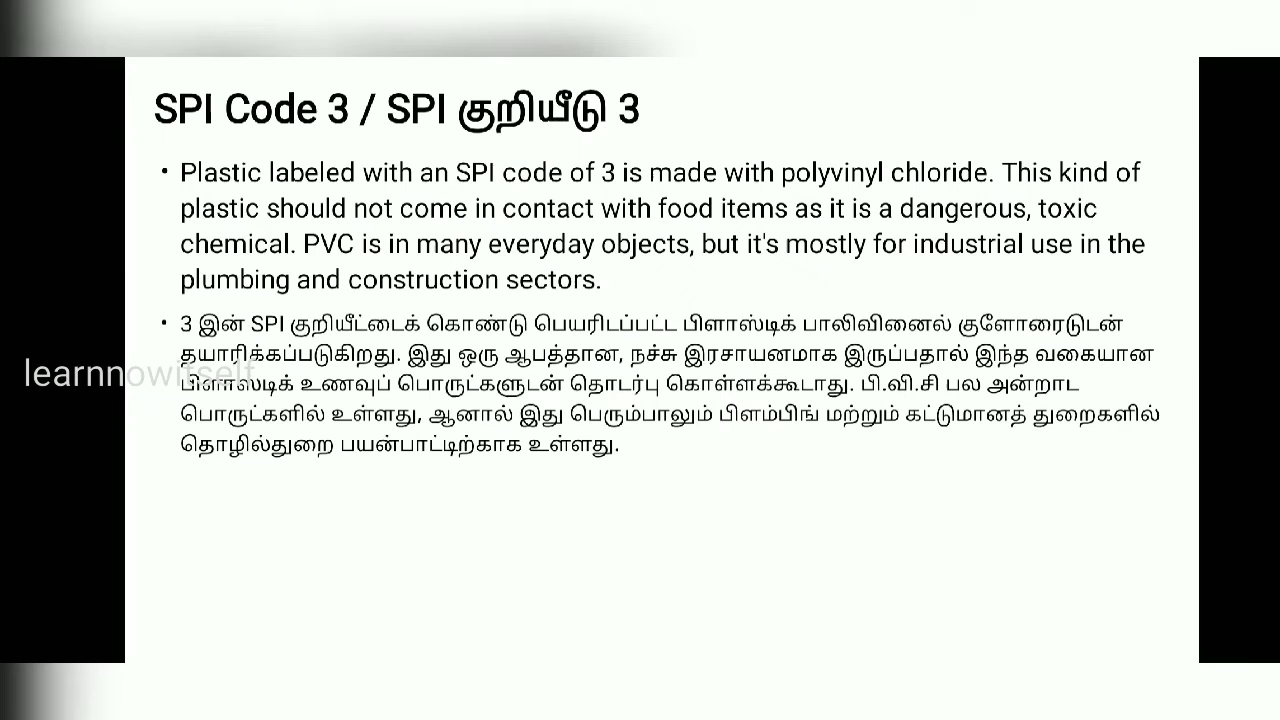 SPI Code 3 / SPI குறியீடு 3
• Plastic labeled with an SPI code of 3 is made with polyvinyl chloride. This kind of
plastic should not come in contact with food items as it is a dangerous, toxic
chemical. PVC is in many everyday objects, but it's mostly for industrial use in the
plumbing and construction sectors.
• 3 இன் SPI குறியீட்டைக் கொண்டு பெயரிடப்பட்ட பிளாஸ்டிக் பாலிவினைல் குளோரைடுடன்
தயாரிக்கப்படுகிறது. இது ஒரு ஆபத்தான, நச்சு இரசாயனமாக இருப்பதால் இந்த வகையான
learnnowitself
பிளாஸ்டிக் உணவுப் பொருட்களுடன் தொடர்பு கொள்ளக்கூடாது. பி.வி.சி பல அன்றாட
பொருட்களில் உள்ளது, ஆனால் இது பெரும்பாலும் பிளம்பிங் மற்றும் கட்டுமானத் துறைகளில்
தொழில்துறை பயன்பாட்டிற்காக உள்ளது.